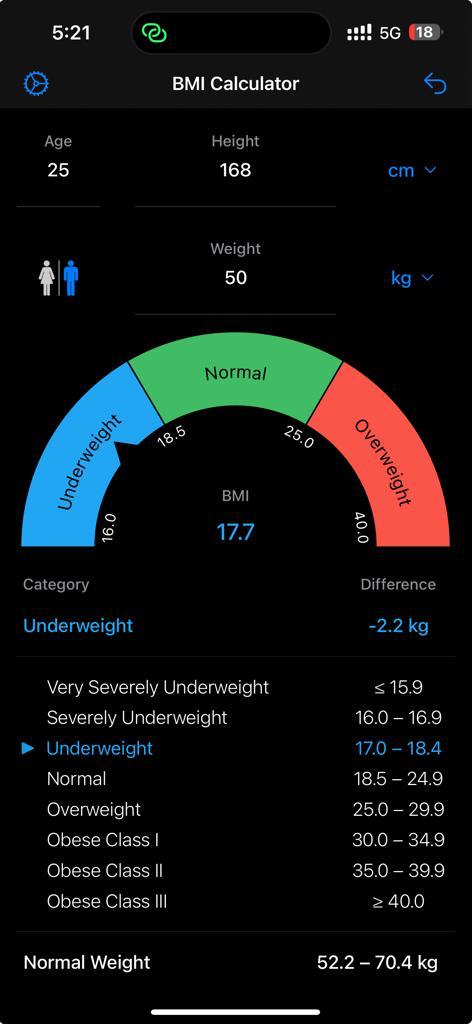 5:21 5G 18
BMI Calculator
Age Height
25 168 cm
Weight
50 kg
Normal
Underweight
Overweight
18.5 25.0
16.0 40.0
BMI
17.7
Category Difference
Underweight -2.2 kg
Very Severely Underweight ≤ 15.9
Severely Underweight 16.0 – 16.9
Underweight 17.0 – 18.4
Normal 18.5 – 24.9
Overweight 25.0 – 29.9
Obese Class I 30.0 – 34.9
Obese Class II 35.0 – 39.9
Obese Class III ≥ 40.0
Normal Weight 52.2 – 70.4 kg